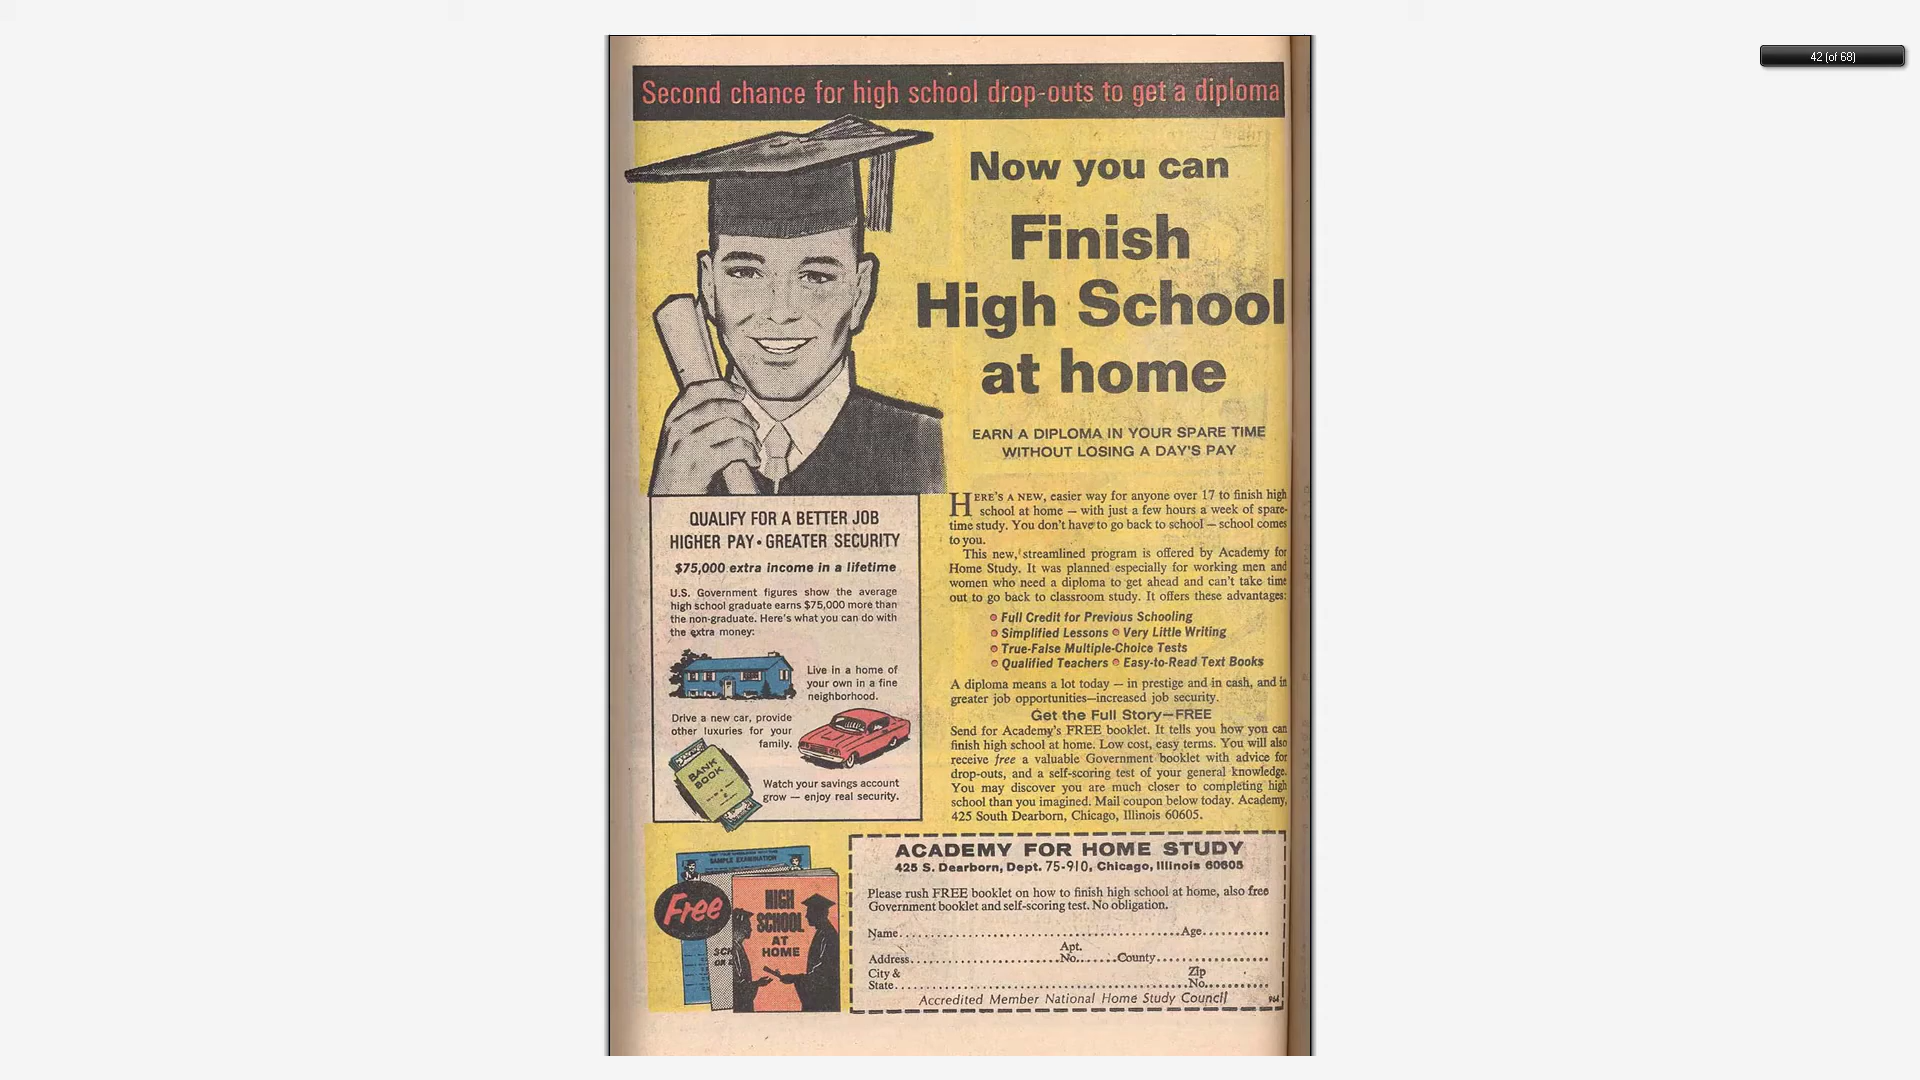 42 (of 68)
Second chance for high school drop-outs to get a diploma
Now you can
Finish
High School
at home
EARN A DIPLOMA IN YOUR SPARE TIME
WITHOUT LOSING A DAY'S PAY
QUALIFY FOR A BETTER JOB
HIGHER PAY • GREATER SECURITY
$75,000 extra income in a lifetime
U.S. Government figures show the average
high school graduate earns $75,000 more than
the non-graduate. Here's what you can do with
the extra money:
Live in a home of
your own in a fine
neighborhood.
Drive a new car, provide
other luxuries for your
family.
BANK
BOOK
Watch your savings account
grow — enjoy real security.
HERE'S A NEW, easier way for anyone over 17 to finish high
school at home — with just a few hours a week of spare-
time study. You don't have to go back to school — school comes
to you.
This new, streamlined program is offered by Academy for
Home Study. It was planned especially for working men and
women who need a diploma to get ahead and can't take time
out to go back to classroom study. It offers these advantages:
• Full Credit for Previous Schooling
• Simplified Lessons • Very Little Writing
• True-False Multiple-Choice Tests
• Qualified Teachers • Easy-to-Read Text Books
A diploma means a lot today — in prestige and in cash, and in
greater job opportunities—increased job security.
Get the Full Story—FREE
Send for Academy's FREE booklet. It tells you how you can
finish high school at home. Low cost, easy terms. You will also
receive free a valuable Government booklet with advice for
drop-outs, and a self-scoring test of your general knowledge.
You may discover you are much closer to completing high
school than you imagined. Mail coupon below today. Academy,
425 South Dearborn, Chicago, Illinois 60605.
SAMPLE EXAMINATION
Free
HIGH
SCHOOL
AT
HOME
ACADEMY FOR HOME STUDY
425 S. Dearborn, Dept. 75-910, Chicago, Illinois 60605
Please rush FREE booklet on how to finish high school at home, also free
Government booklet and self-scoring test. No obligation.
Name........................................Age..........
Apt.
Address......................No.......County................
City & Zip
State........................................No.........
Accredited Member National Home Study Council